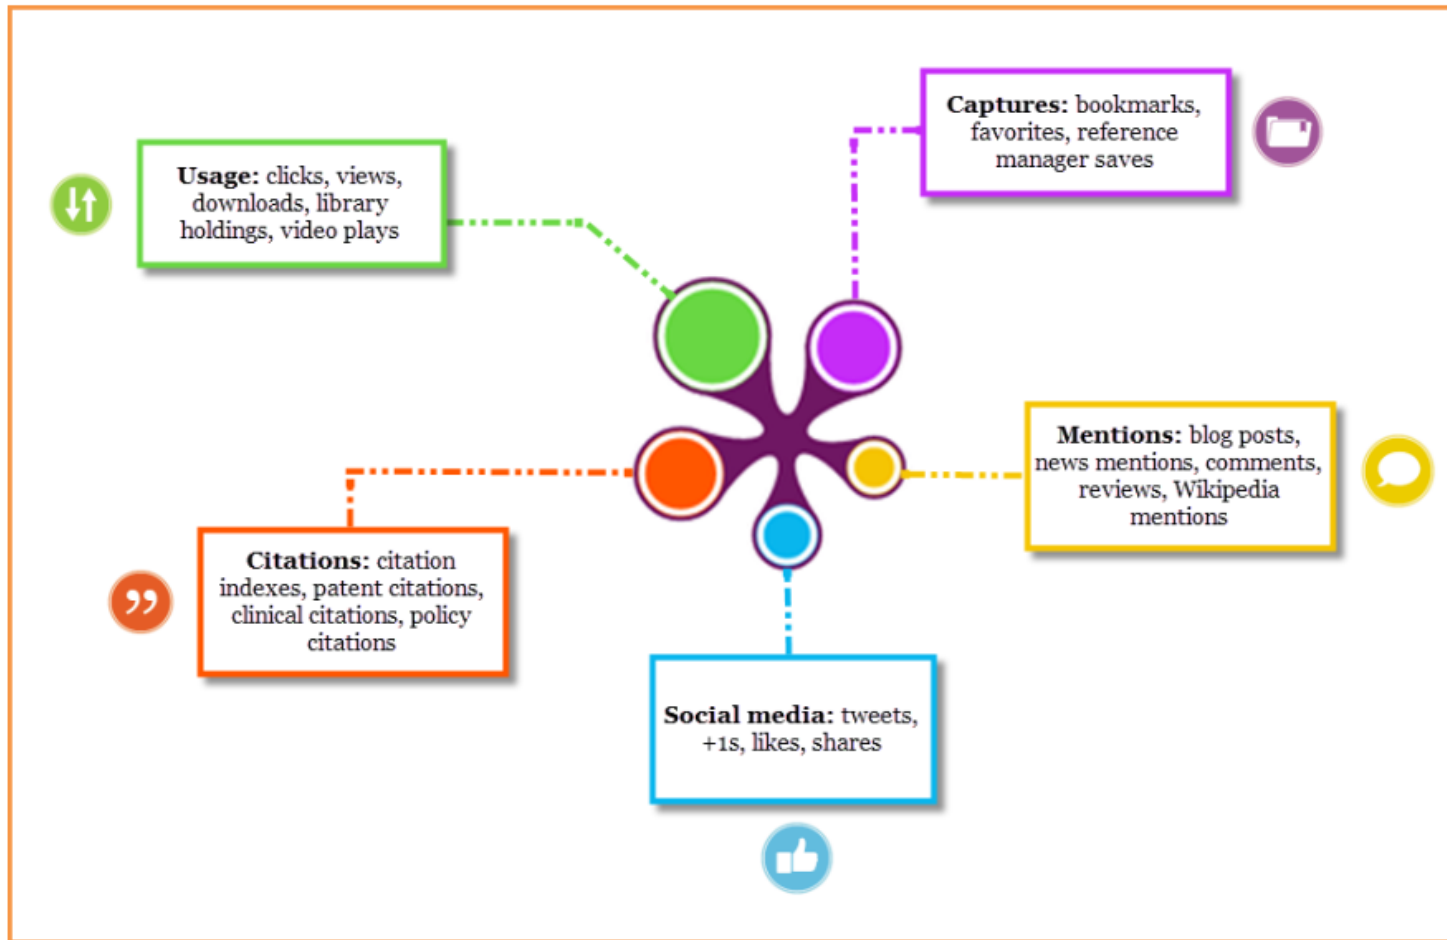 Captures: bookmarks,
favorites, reference
manager saves
Usage: clicks, views,
downloads, library
holdings, video plays
Mentions: blog posts,
news mentions, comments,
reviews, Wikipedia
mentions
Citations: citation
indexes, patent citations,
clinical citations, policy
citations
Social media: tweets,
+1s, likes, shares